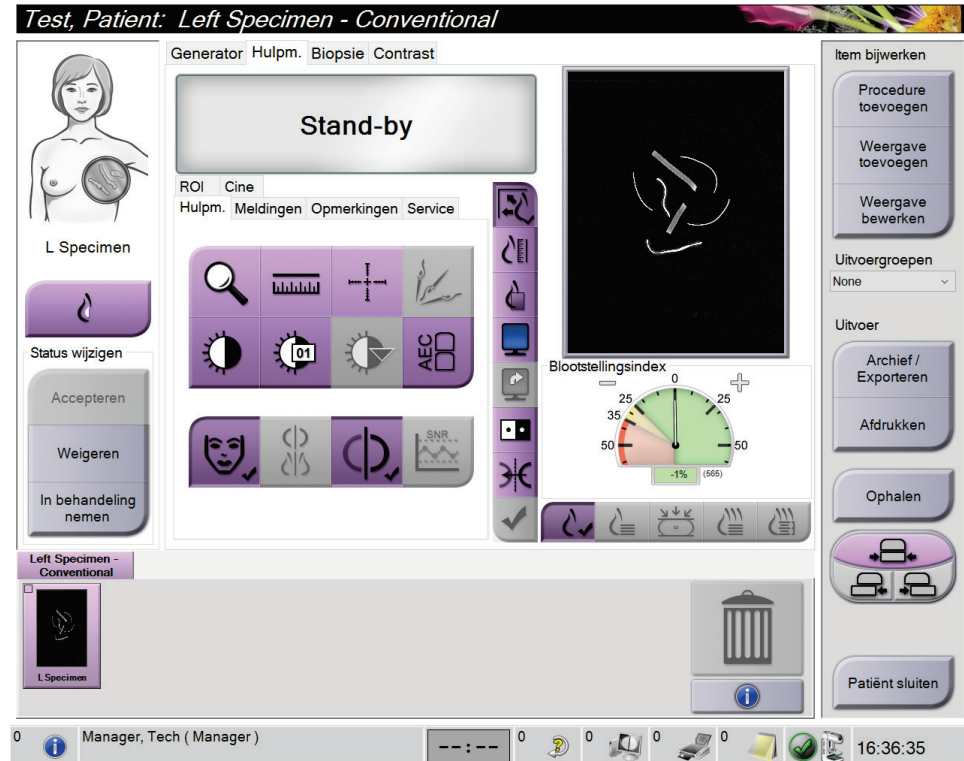 Test, Patient: Left Specimen - Conventional
Generator Hulpm. Biopsie Contrast
Stand-by
ROI Cine
Hulpm. Meldingen Opmerkingen Service
L Specimen
Status wijzigen
Accepteren
Weigeren
In behandeling
nemen
01
AEC
SNR
Blootstellingsindex
0
25
25
35
50
50
-1%
(565)
Item bijwerken
Procedure
toevoegen
Weergave
toevoegen
Weergave
bewerken
Uitvoergroepen
None
Uitvoer
Archief /
Exporteren
Afdrukken
Ophalen
Patiënt sluiten
Left Specimen -
Conventional
L Specimen
0
Manager, Tech ( Manager )
--:--
0
0
0
0
16:36:35